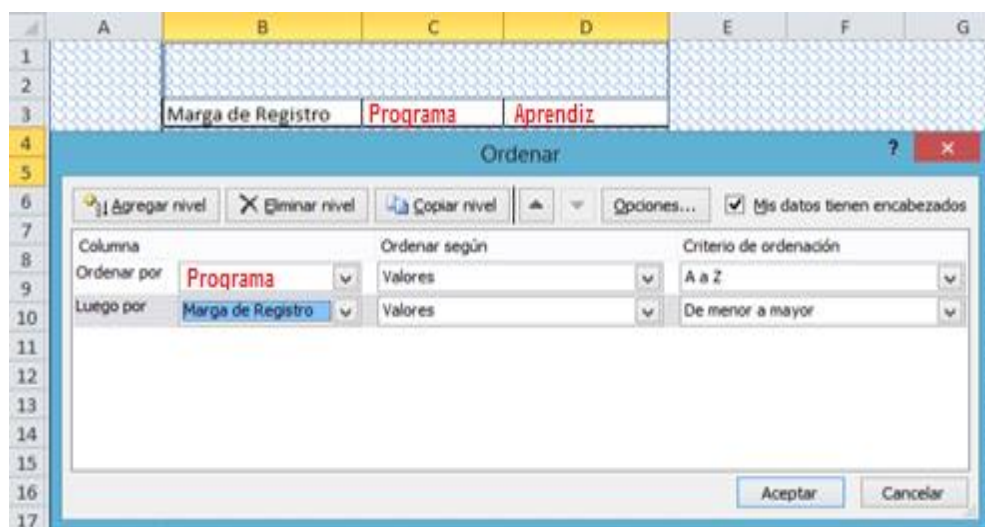 A B C D E F G
1
2
3 Marga de Registro Programa Aprendiz
4 Ordenar ? ×
5
6 Agregar nivel Eliminar nivel Copiar nivel Opciones... Mis datos tienen encabezados
7
8 Columna Ordenar según Criterio de ordenación
9 Ordenar por Programa Valores A a Z
10 Luego por Marga de Registro Valores De menor a mayor
11
12
13
14
15
16 Aceptar Cancelar
17